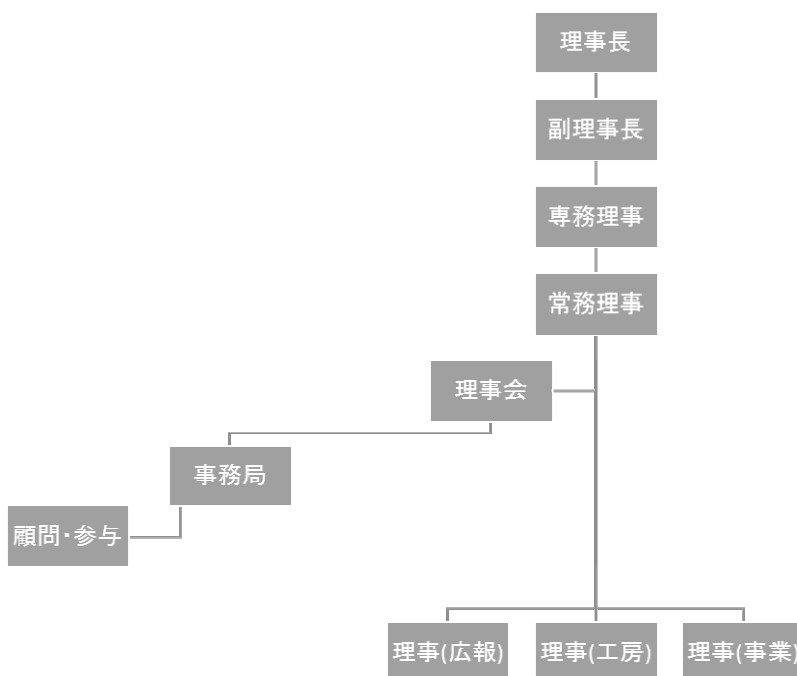 理事長
副理事長
専務理事
常務理事
理事会
事務局
顧問・参与
理事(広報)
理事(工房)
理事(事業)